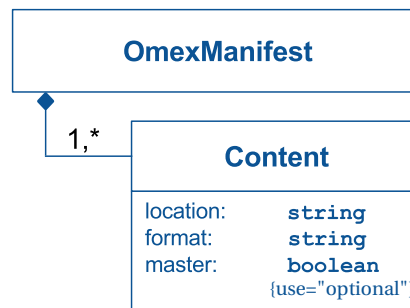 OmexManifest
1,*
Content
location: string
format: string
master: boolean
{use="optional"